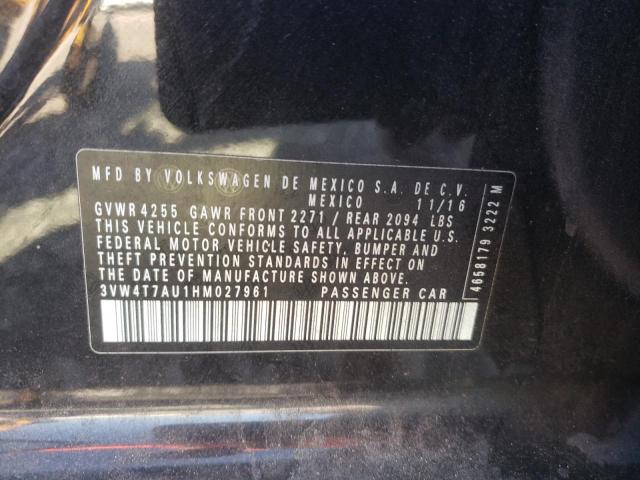 MFD BY VOLKSWAGEN DE MEXICO S.A. DE C.V.
MEXICO 11/16
GVWR 4255 GAWR FRONT 2271 / REAR 2094 LBS
THIS VEHICLE CONFORMS TO ALL APPLICABLE U.S.
FEDERAL MOTOR VEHICLE SAFETY, BUMPER AND
THEFT PREVENTION STANDARDS IN EFFECT ON
THE DATE OF MANUFACTURE SHOWN ABOVE.
3VW4T7AU1HM027961 PASSENGER CAR
4658179 3222 M